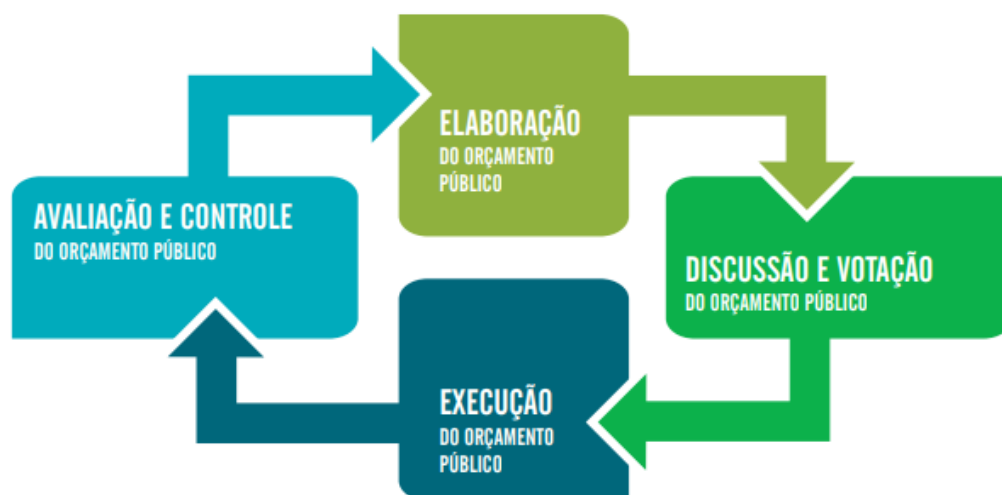 ELABORAÇÃO
DO ORÇAMENTO
PÚBLICO
AVALIAÇÃO E CONTROLE
DO ORÇAMENTO PÚBLICO
DISCUSSÃO E VOTAÇÃO
DO ORÇAMENTO PÚBLICO
EXECUÇÃO
DO ORÇAMENTO
PÚBLICO